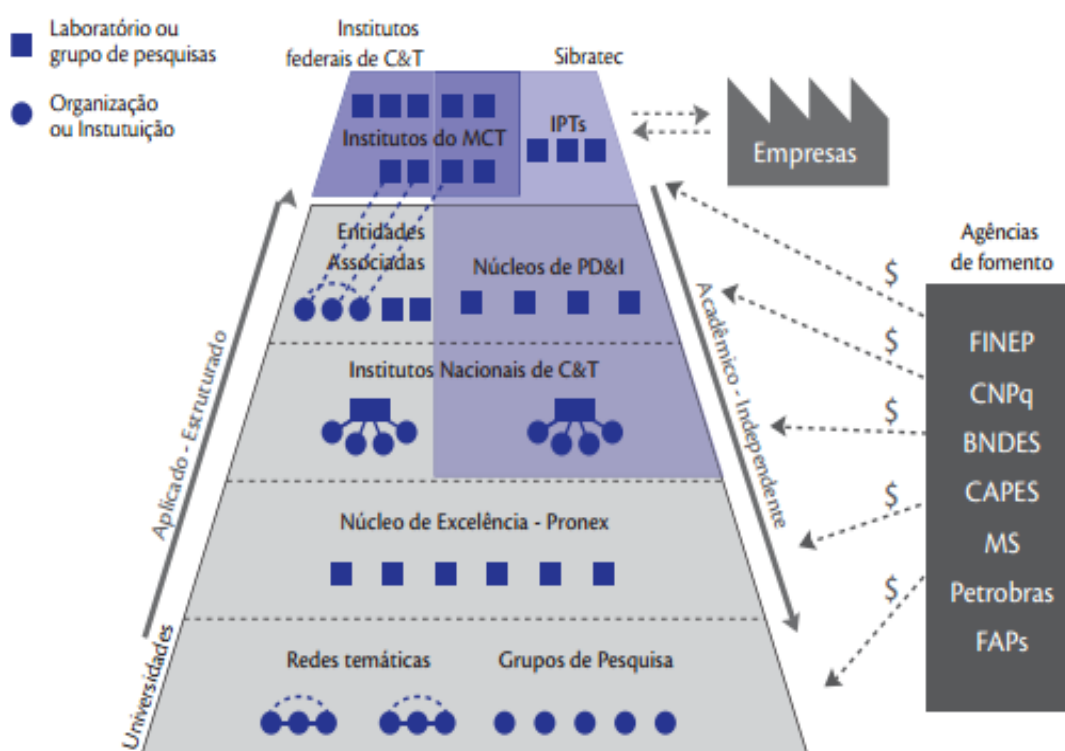 Laboratório ou
grupo de pesquisas
Organização
ou Instutuição
Institutos
federais de C&T
Sibratec
Institutos do MCT
IPTs
Empresas
Entidades
Associadas
Núcleos de PD&I
Institutos Nacionais de C&T
Núcleo de Excelência - Pronex
Redes temáticas
Grupos de Pesquisa
Universidades
Aplicado - Estruturado
Acadêmico - Independente
$
$
$
$
$
Agências
de fomento
FINEP
CNPq
BNDES
CAPES
MS
Petrobras
FAPs